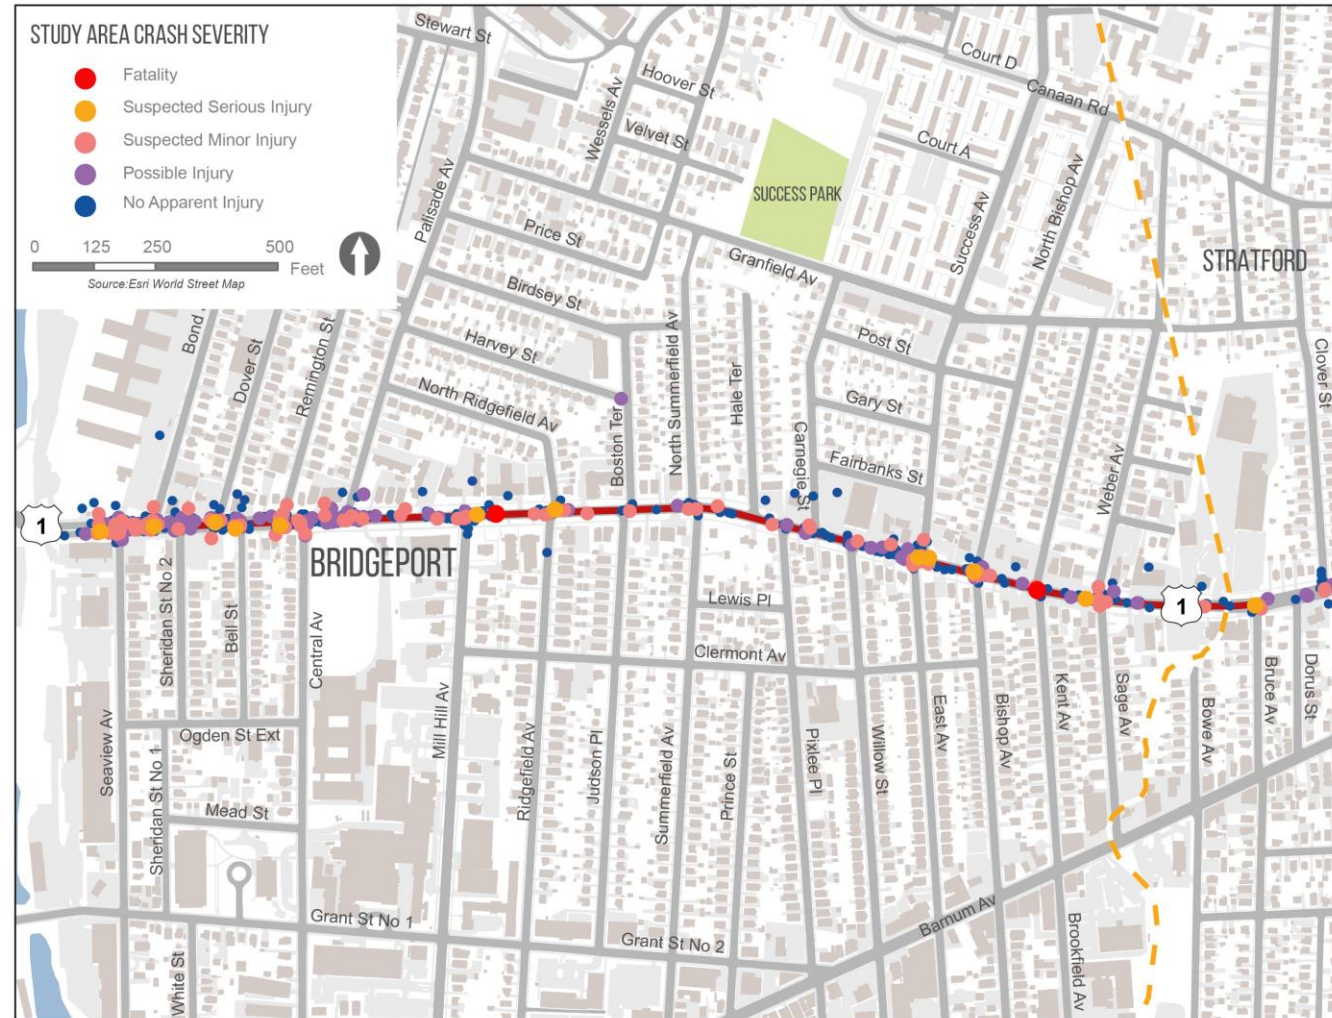 STUDY AREA CRASH SEVERITY
Fatality
Suspected Serious Injury
Suspected Minor Injury
Possible Injury
No Apparent Injury
0 125 250 500
Feet
Source:Esri World Street Map
Stewart St
Hoover St
Wessels Av
Velvet St
Palisade Av
Price St
Birdsey St
Harvey St
North Ridgefield Av
SUCCESS PARK
Granfield Av
Court D
Canaan Rd
Court A
Success Av
North Bishop Av
STRATFORD
Clover St
Bond
Dover St
Remington St
Boston Ter
North Summerfield Av
Hale Ter
Carnegie St
Post St
Gary St
Fairbanks St
Weber Av
1
BRIDGEPORT
1
Seaview Av
Sheridan St No 2
Bell St
Central Av
Ogden St Ext
Sheridan St No 1
Mead St
Mill Hill Av
Ridgefield Av
Judson Pl
Summerfield Av
Prince St
Lewis Pl
Clermont Av
Pixlee Pl
Willow St
East Av
Bishop Av
Kent Av
Sage Av
Bowe Av
Bruce Av
Dorus St
Grant St No 1
Grant St No 2
Barnum Av
White St
Brookfield Av